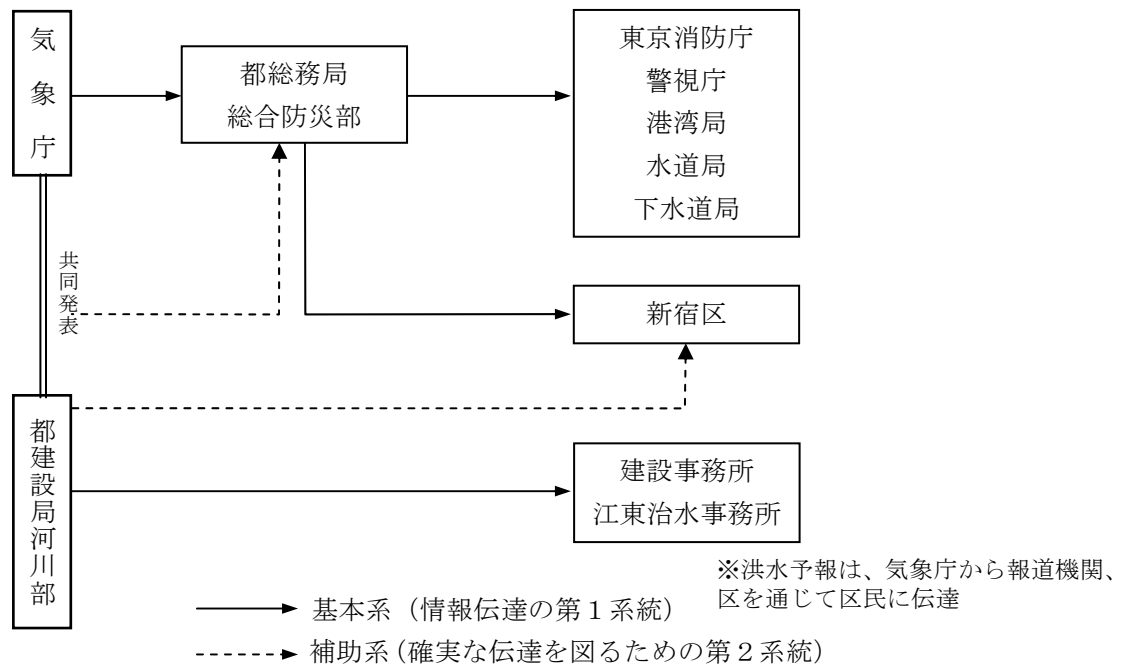 気象庁
都総務局
総合防災部
東京消防庁
警視庁
港湾局
水道局
下水道局
共同発表
新宿区
都建設局河川部
建設事務所
江東治水事務所
※洪水予報は、気象庁から報道機関、
区を通じて区民に伝達
基本系（情報伝達の第１系統）
補助系（確実な伝達を図るための第２系統）